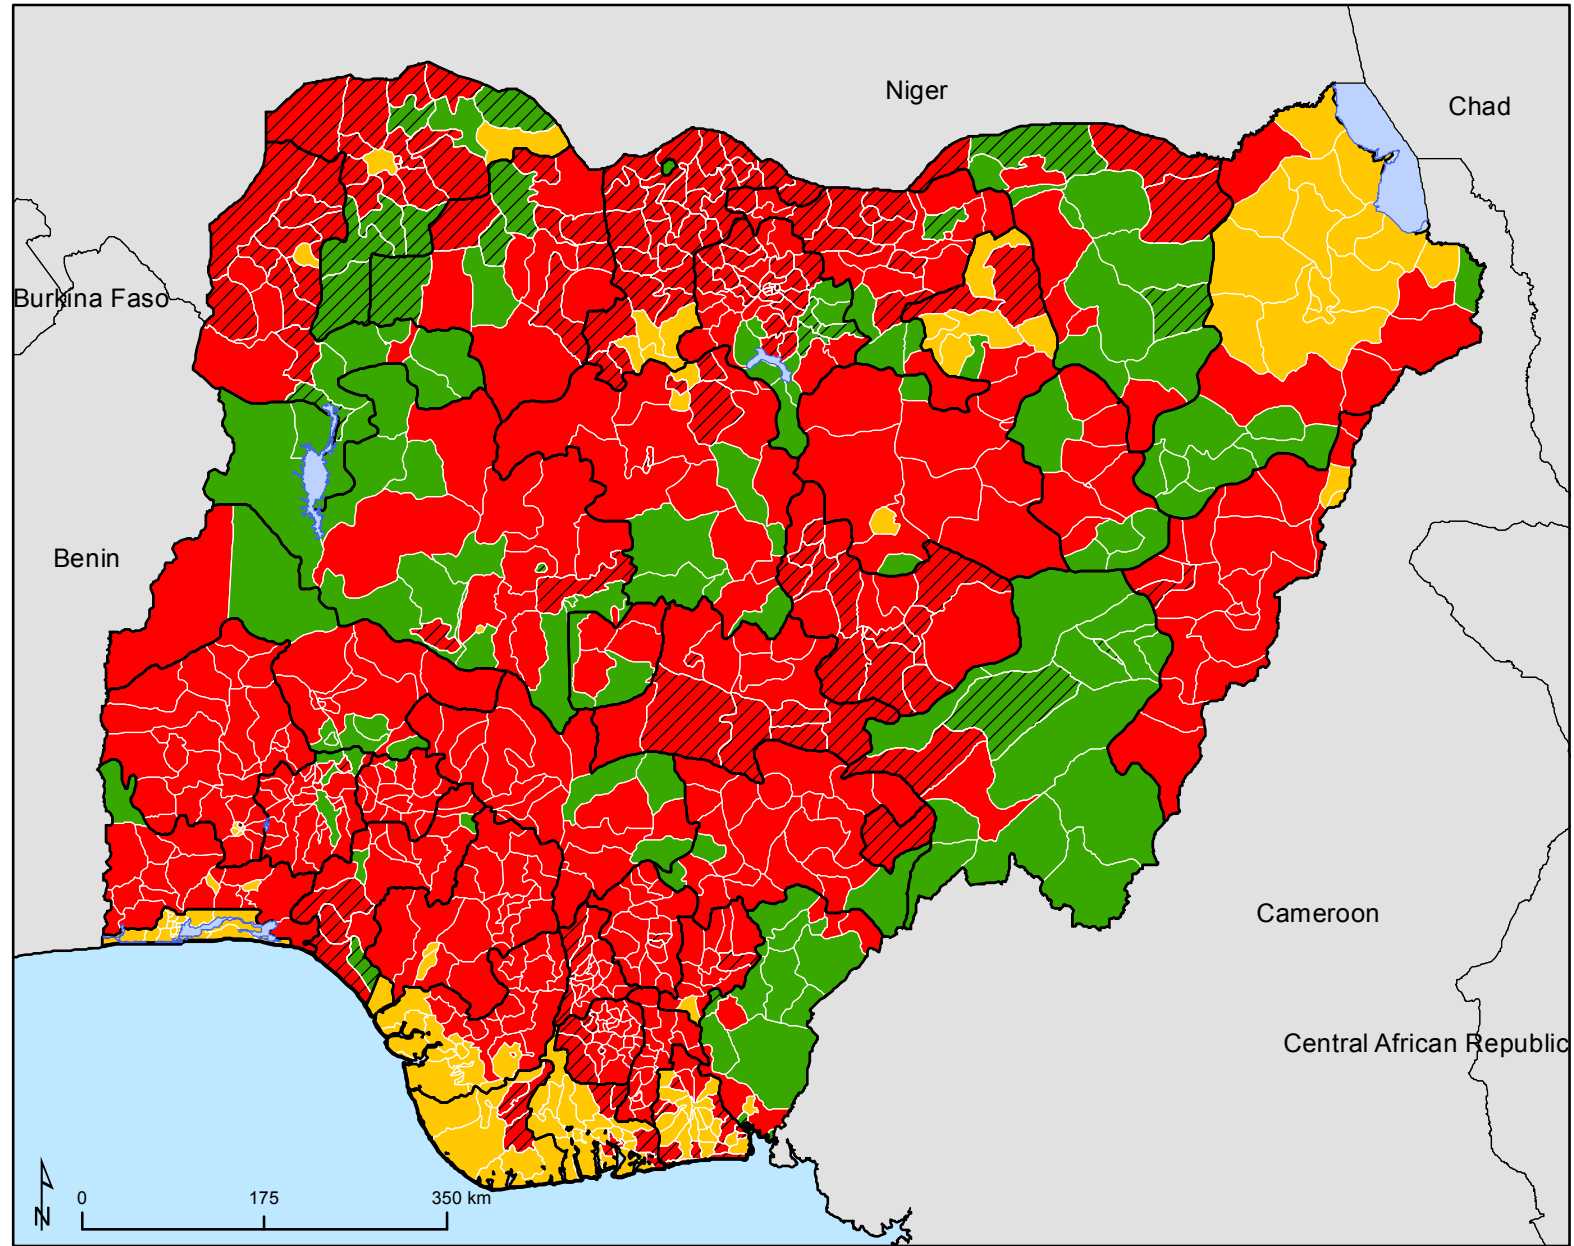 Niger
Chad
Burkina Faso
Benin
Cameroon
Central African Republic
N
0 175 350 km